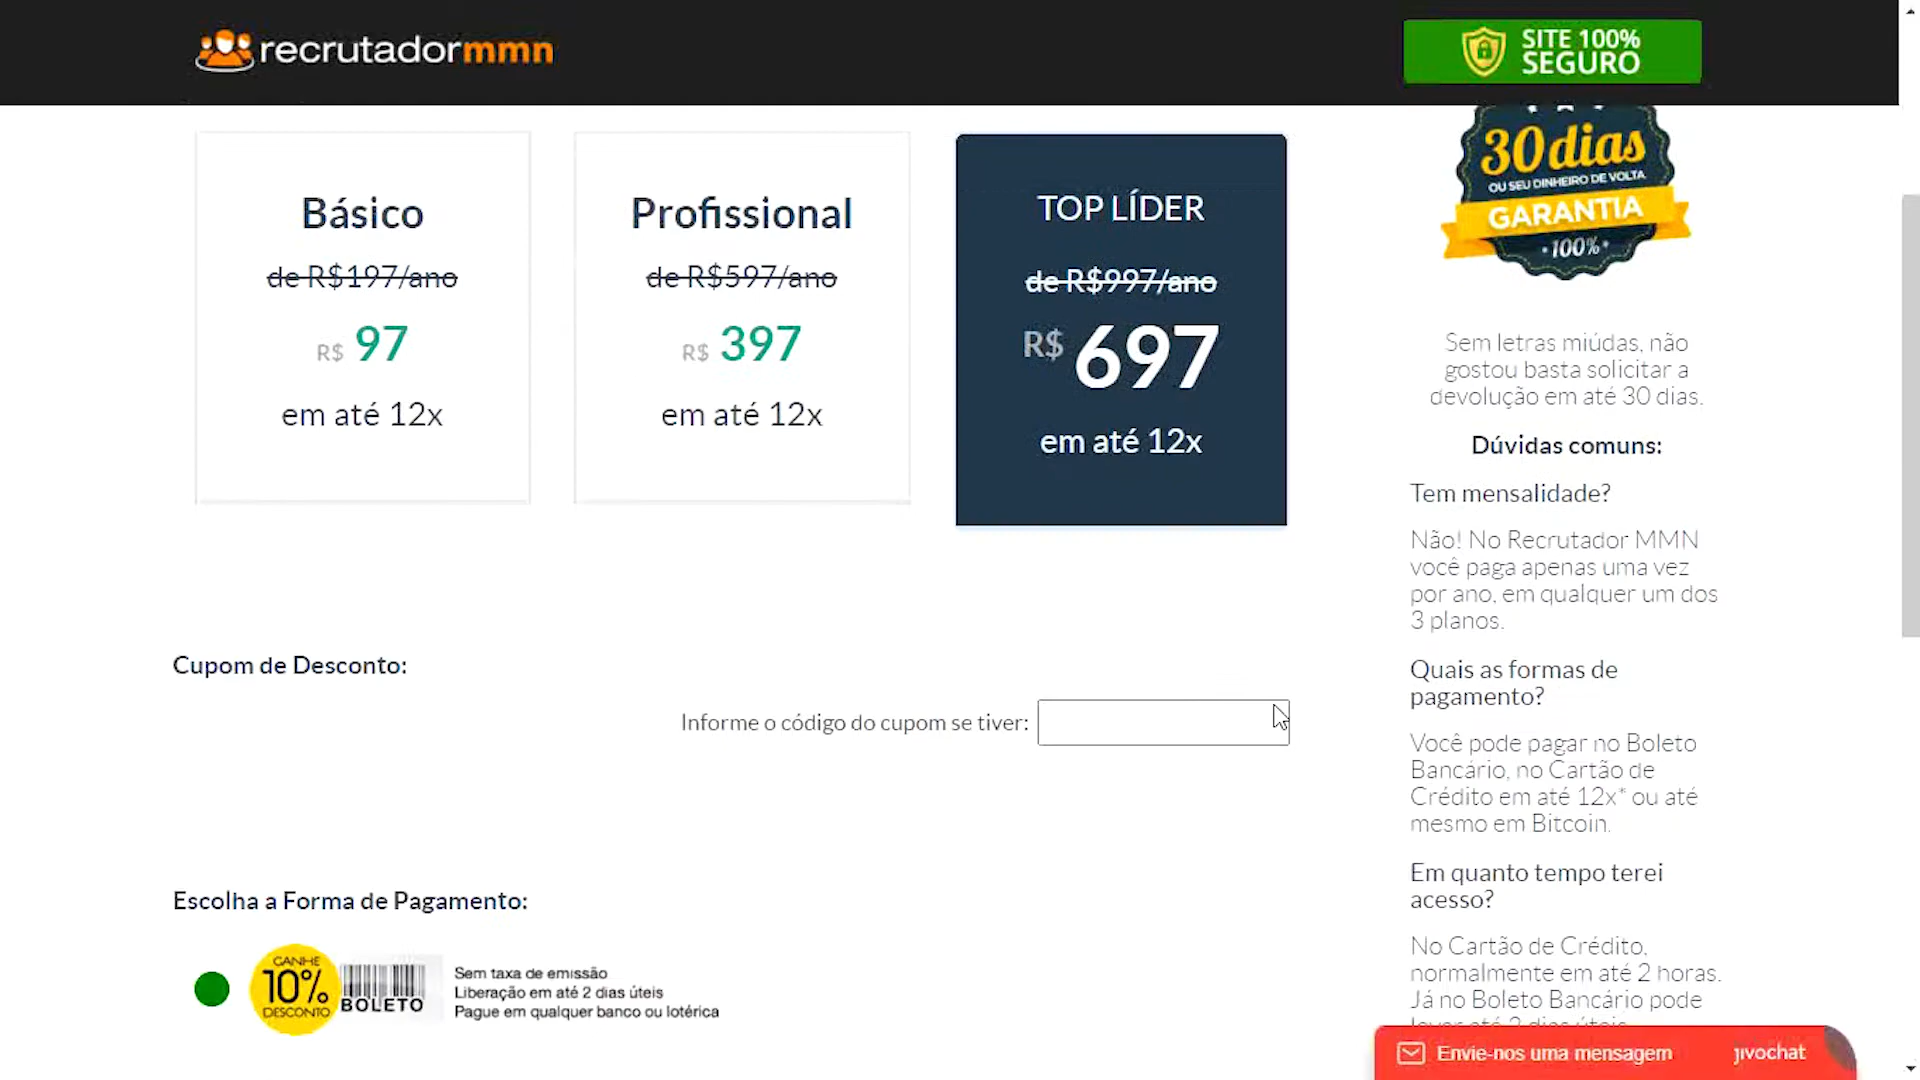 recrutadormmn
SITE 100%
SEGURO
Básico
de R$197/ano
R$ 97
em até 12x
Profissional
de R$597/ano
R$ 397
em até 12x
TOP LÍDER
de R$997/ano
R$ 697
em até 12x
Cupom de Desconto:
Informe o código do cupom se tiver:
Escolha a Forma de Pagamento:
GANHE
10%
DESCONTO
BOLETO
Sem taxa de emissão
Liberação em até 2 dias úteis
Pague em qualquer banco ou lotérica
30 dias
OU SEU DINHEIRO DE VOLTA
GARANTIA
100%
Sem letras miúdas, não
gostou basta solicitar a
devolução em até 30 dias.
Dúvidas comuns:
Tem mensalidade?
Não! No Recrutador MMN
você paga apenas uma vez
por ano, em qualquer um dos
3 planos.
Quais as formas de
pagamento?
Você pode pagar no Boleto
Bancário, no Cartão de
Crédito em até 12x* ou até
mesmo em Bitcoin.
Em quanto tempo terei
acesso?
No Cartão de Crédito,
normalmente em até 2 horas.
Já no Boleto Bancário pode
Envie-nos uma mensagem
jivochat